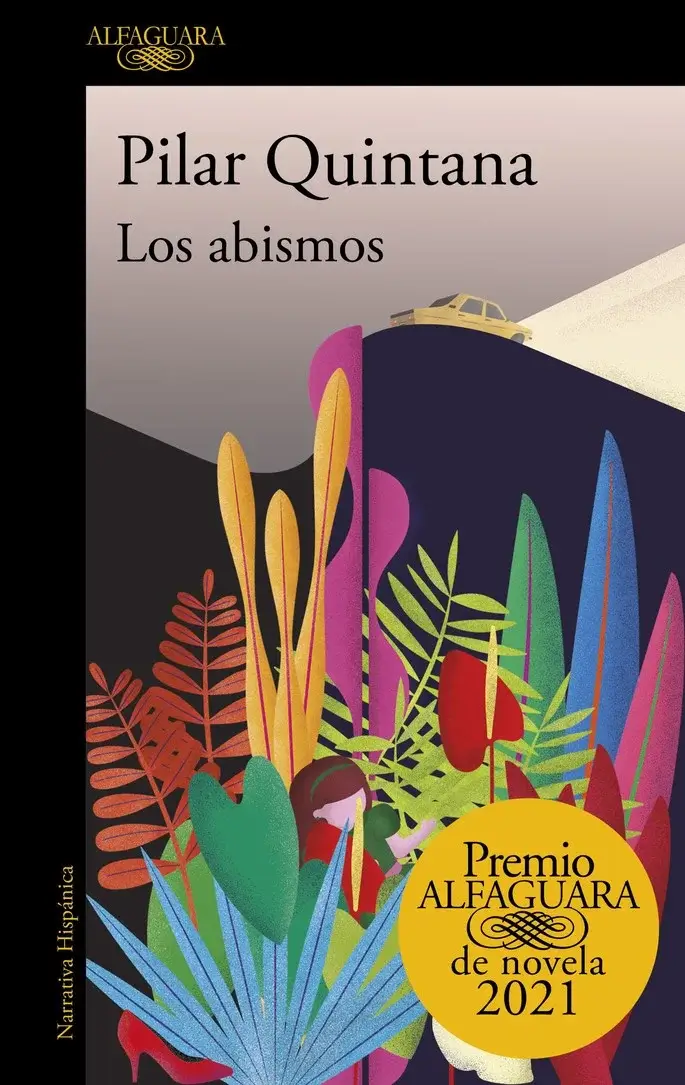 ALFAGUARA
Pilar Quintana
Los abismos
Narrativa Hispánica
Premio
ALFAGUARA
de novela
2021